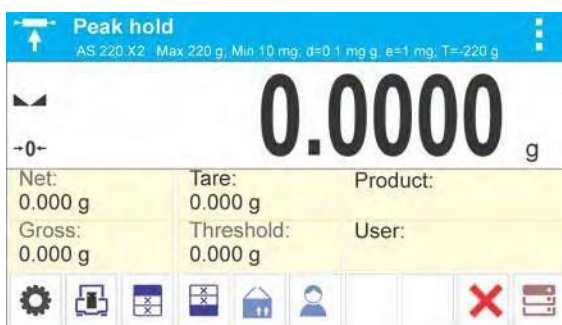 Peak hold
AS 220 X2 Max 220 g; Min 10 mg; d=0.1 mg g; e=1 mg; T=-220 g
→0←
0.0000 g
Net: Tare: Product:
0.000 g 0.000 g
Gross: Threshold: User:
0.000 g 0.000 g